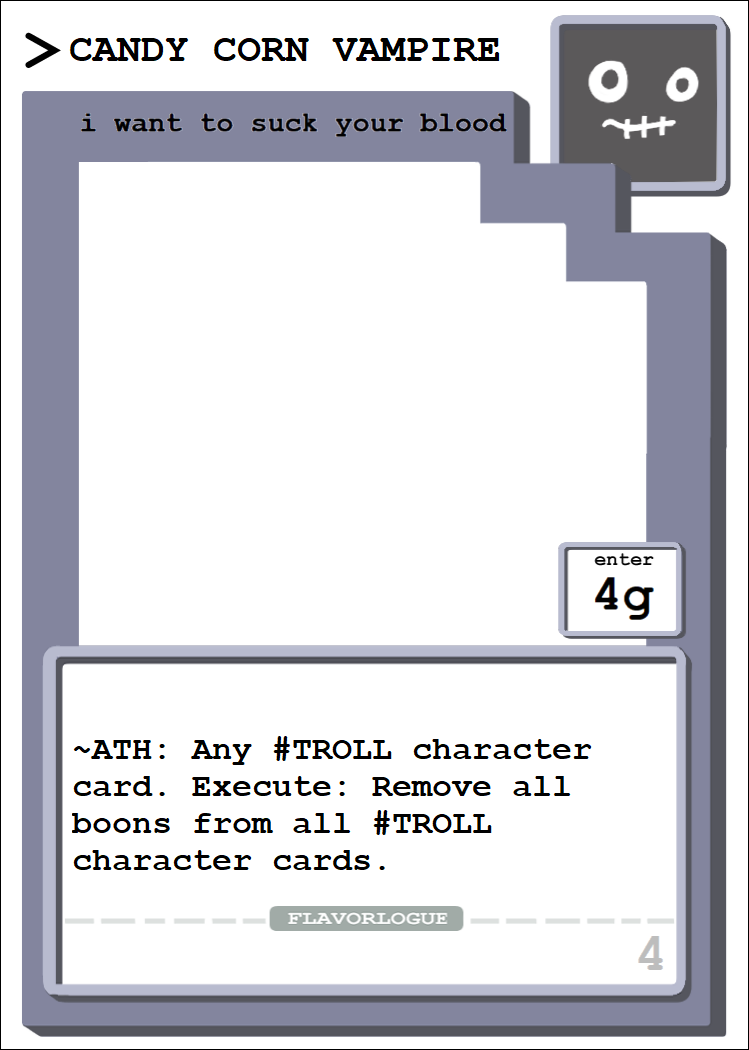 > CANDY CORN VAMPIRE
i want to suck your blood
enter
4g
~ATH: Any #TROLL character
card. Execute: Remove all
boons from all #TROLL
character cards.
FLAVORLOGUE
4